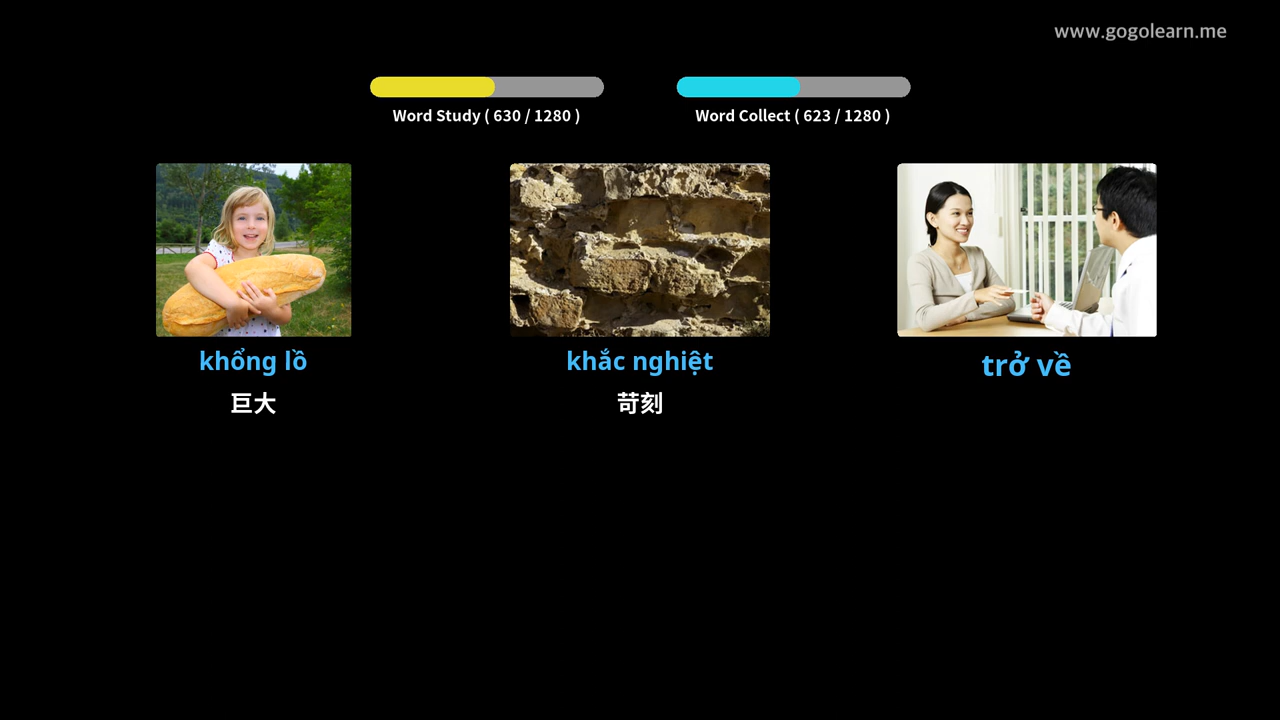 www.gogolearn.me
Word Study ( 630 / 1280 )
Word Collect ( 623 / 1280 )
khổng lồ
khắc nghiệt
trở về
巨大
苛刻